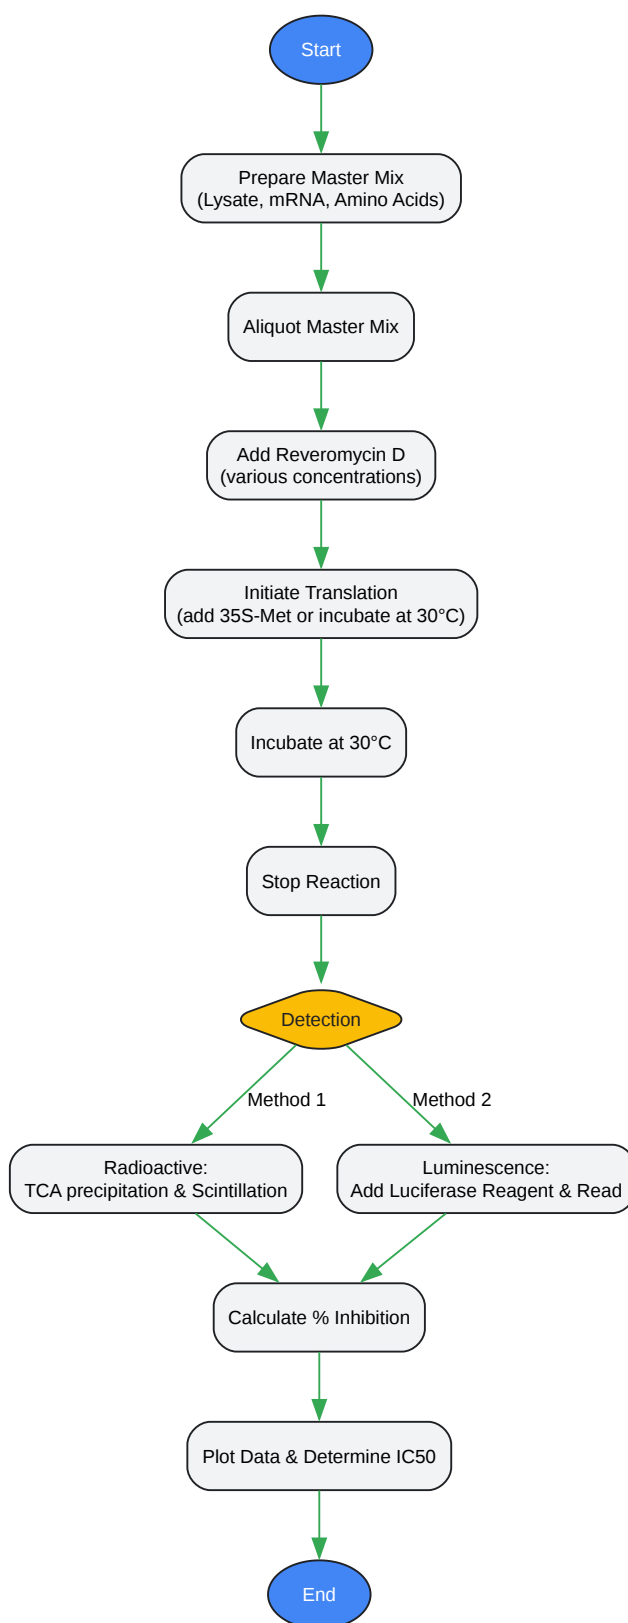 Start
Prepare Master Mix
(Lysate, mRNA, Amino Acids)
Aliquot Master Mix
Add Reveromycin D
(various concentrations)
Initiate Translation
(add 35S-Met or incubate at 30°C)
Incubate at 30°C
Stop Reaction
Detection
Method 1
Method 2
Radioactive:
TCA precipitation & Scintillation
Luminescence:
Add Luciferase Reagent & Read
Calculate % Inhibition
Plot Data & Determine IC50
End